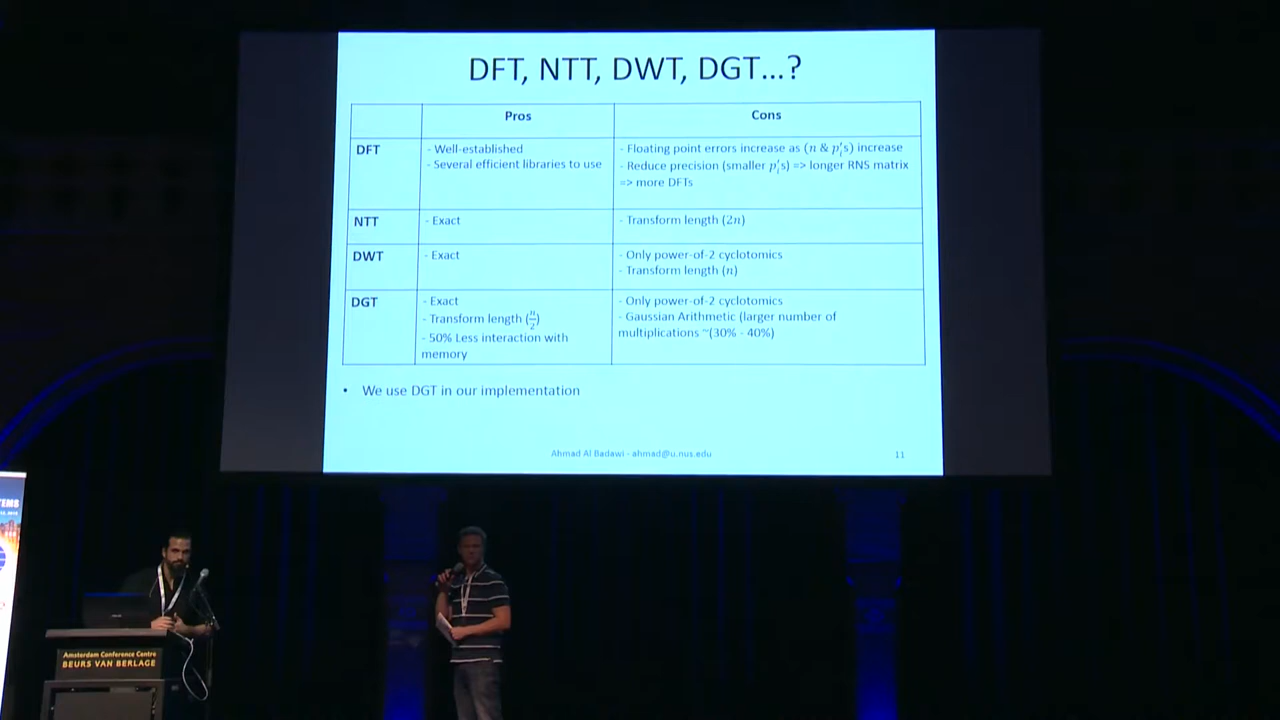 DFT, NTT, DWT, DGT...?
Pros
Cons
DFT
- Well-established
- Several efficient libraries to use
- Floating point errors increase as (n & p′ᵢs) increase
- Reduce precision (smaller p′ᵢs) => longer RNS matrix
=> more DFTs
NTT
- Exact
- Transform length (2n)
DWT
- Exact
- Only power-of-2 cyclotomics
- Transform length (n)
DGT
- Exact
- Transform length (n/2)
- 50% Less interaction with
memory
- Only power-of-2 cyclotomics
- Gaussian Arithmetic (larger number of
multiplications ~(30% - 40%)
• We use DGT in our implementation
Ahmad Al Badawi - ahmad@u.nus.edu
11
Amsterdam Conference Centre
BEURS VAN BERLAGE